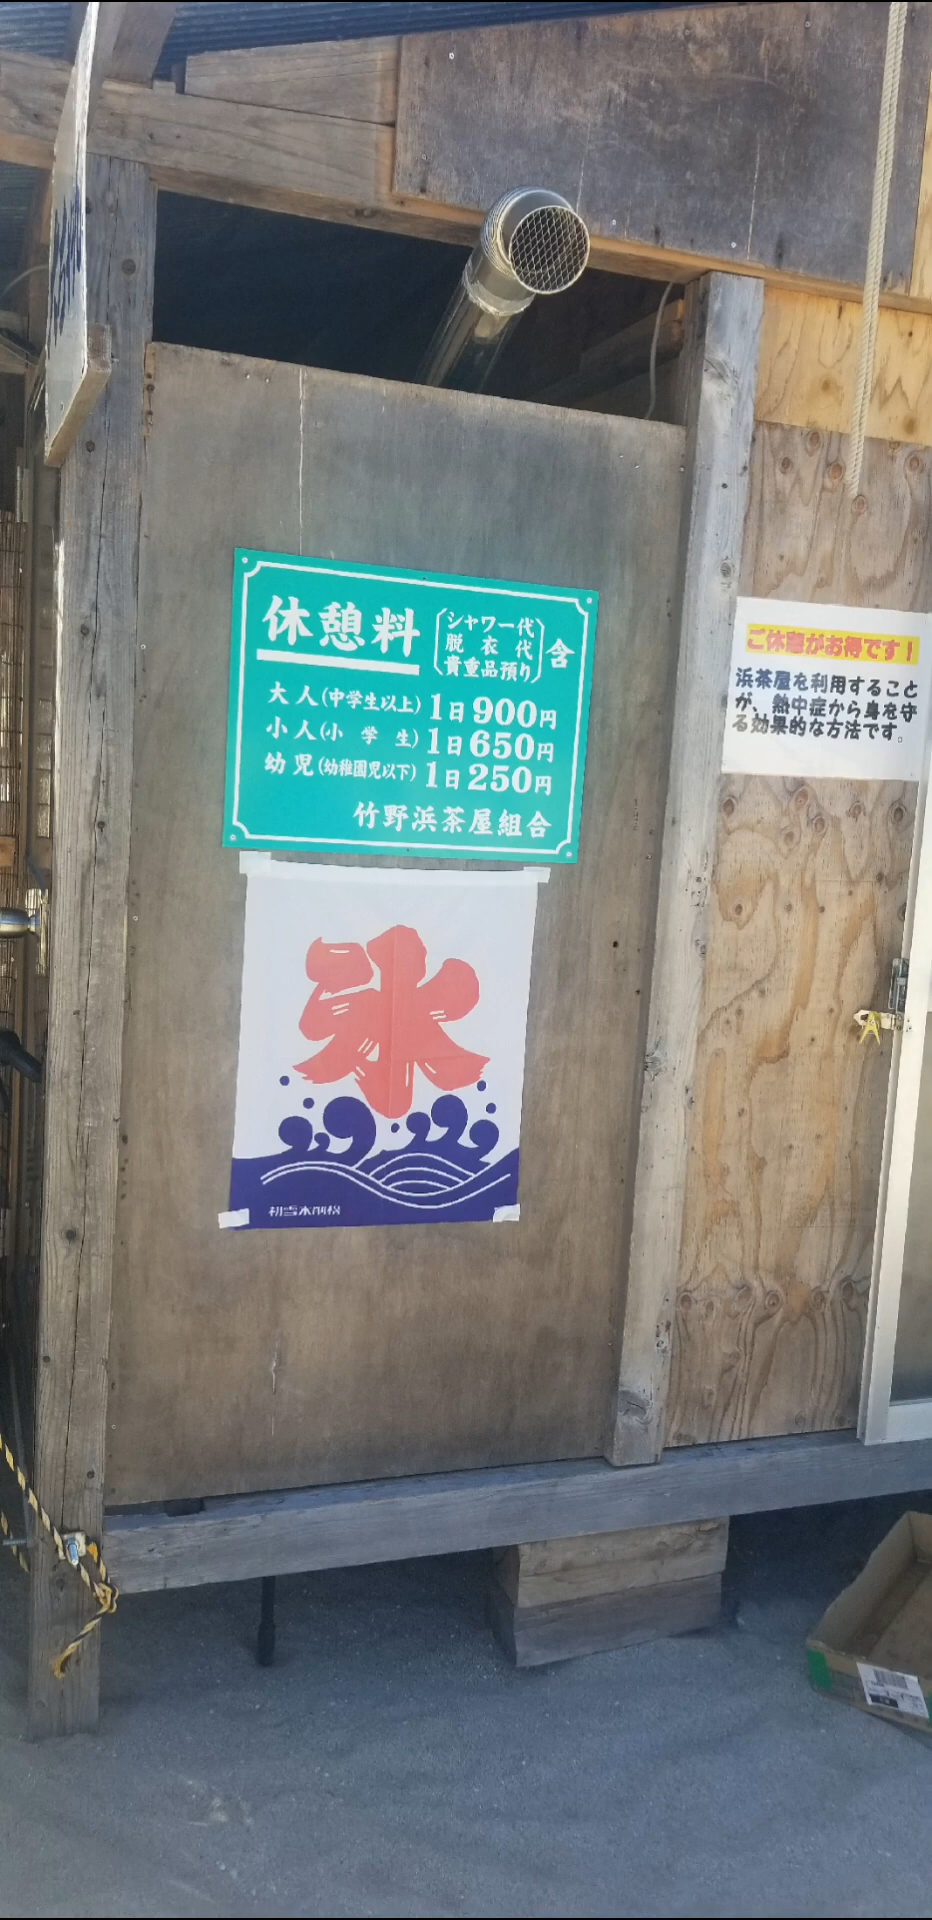 休憩料
シャワー代
脱衣代
貴重品預り
含
大人(中学生以上)1日900円
小人(小学生)1日650円
幼児(幼稚園児以下)1日250円
竹野浜茶屋組合
ご休憩がお得です！
浜茶屋を利用すること
が、熱中症から身を守
る効果的な方法です。
氷